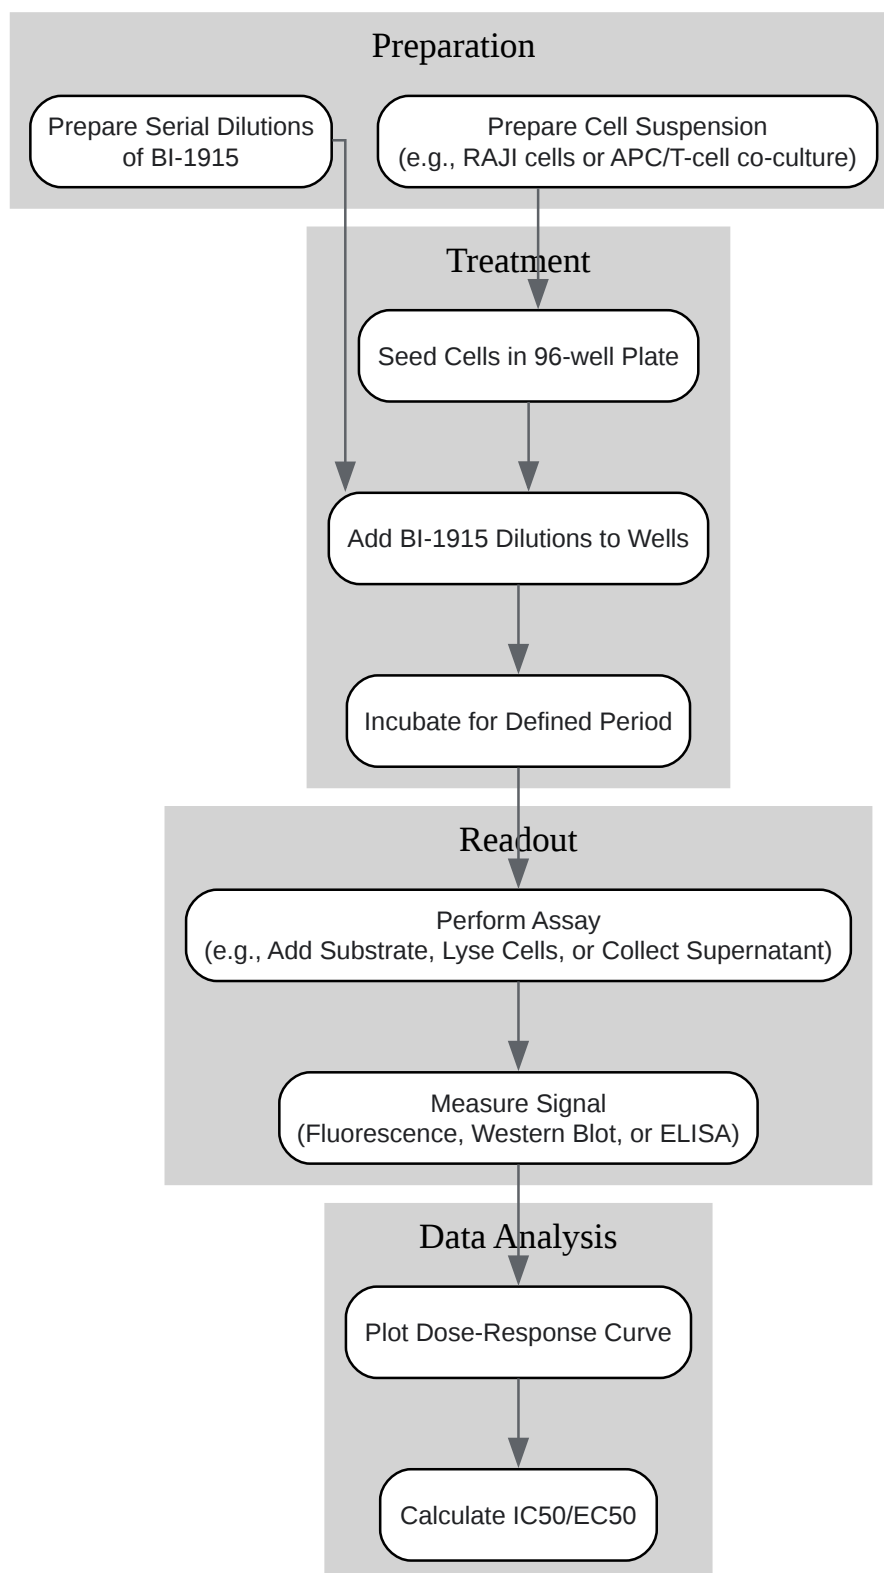 Preparation
Prepare Serial Dilutions
of BI-1915
Prepare Cell Suspension
(e.g., RAJI cells or APC/T-cell co-culture)
Treatment
Seed Cells in 96-well Plate
Add BI-1915 Dilutions to Wells
Incubate for Defined Period
Readout
Perform Assay
(e.g., Add Substrate, Lyse Cells, or Collect Supernatant)
Measure Signal
(Fluorescence, Western Blot, or ELISA)
Data Analysis
Plot Dose-Response Curve
Calculate IC50/EC50